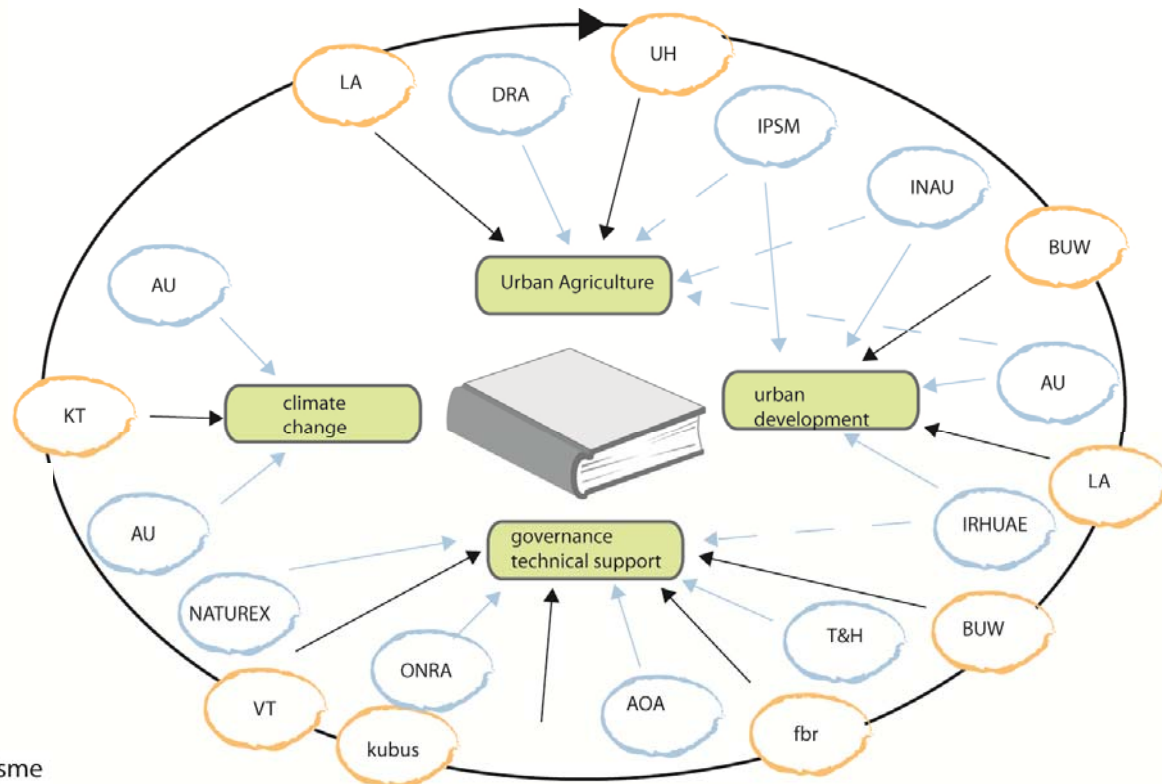 UH
LA
DRA
IPSM
INAU
BUW
AU
Urban Agriculture
AU
KT
climate
change
urban
development
LA
AU
IRHUAE
governance
technical support
NATUREX
T&H
BUW
ONRA
AOA
VT
kubus
fbr
sme